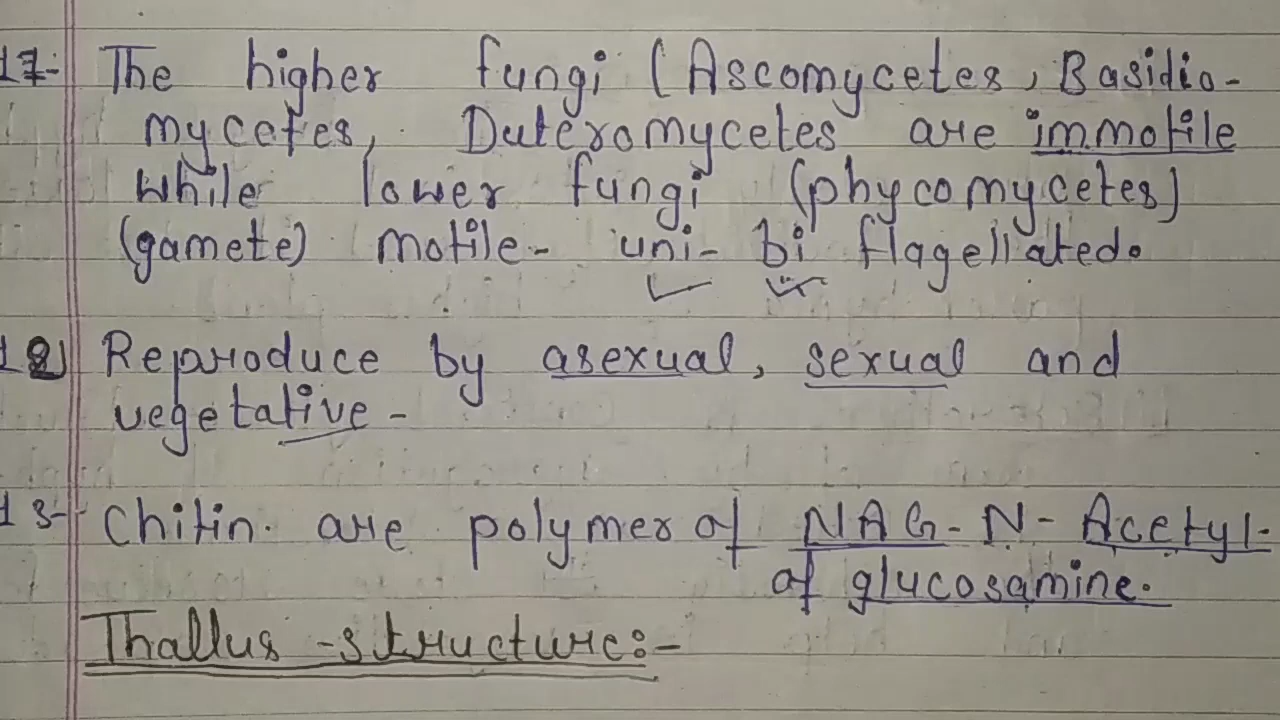 17- The higher fungi (Ascomycetes, Basidio-
mycetes, Duteromycetes are immotile
while lower fungi (phycomycetes)
(gamete) motile- uni- bi flagellated.
12) Reproduce by asexual, sexual and
vegetative -
13- Chitin. are polymer of NAG- N- Acetyl-
of glucosamine.
Thallus -structure:-